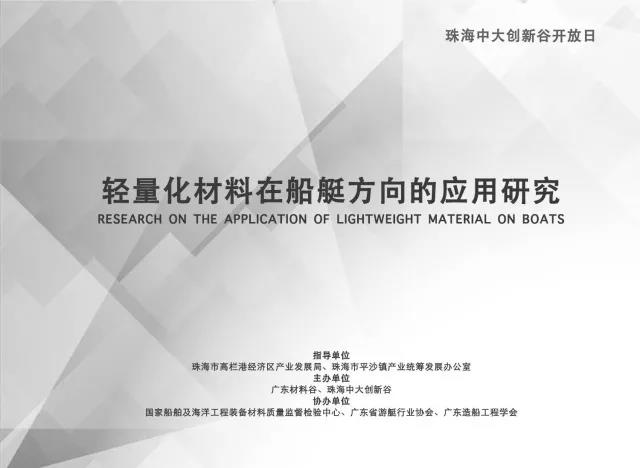 珠海中大创新谷开放日
轻量化材料在船艇方向的应用研究
RESEARCH ON THE APPLICATION OF LIGHTWEIGHT MATERIAL ON BOATS
指导单位
珠海市高栏港经济区产业发展局、珠海市平沙镇产业统筹发展办公室
主办单位
广东材料谷、珠海中大创新谷
协办单位
国家船舶及海洋工程装备材料质量监督检验中心、广东省游艇行业协会、广东造船工程学会